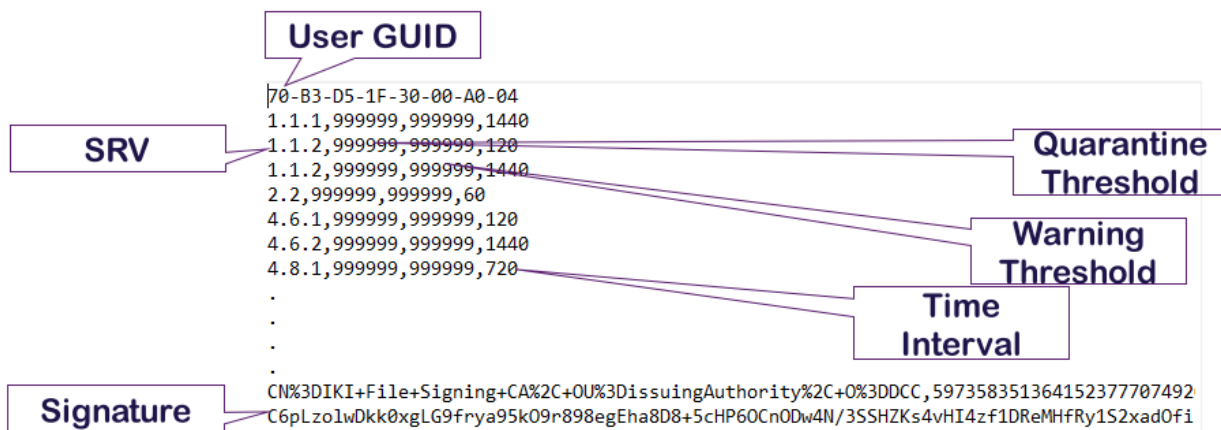 User GUID
70-B3-D5-1F-30-00-A0-04
1.1.1,999999,999999,1440
SRV
1.1.2,999999,999999,120
1.1.2,999999,999999,1440
Quarantine
Threshold
2.2,999999,999999,60
4.6.1,999999,999999,120
4.6.2,999999,999999,1440
Warning
Threshold
4.8.1,999999,999999,720
Time
Interval
.
.
.
.
CN%3DIKI+File+Signing+CA%2C+OU%3DissuingAuthority%2C+O%3DDCC,5973583513641523777074920
Signature
C6pLzolwDkk0xgLG9frya95kO9r898egEha8D8+5cHP6OCnODw4N/3SSHZKs4vHI4zf1DReMHfRy1S2xadOfi